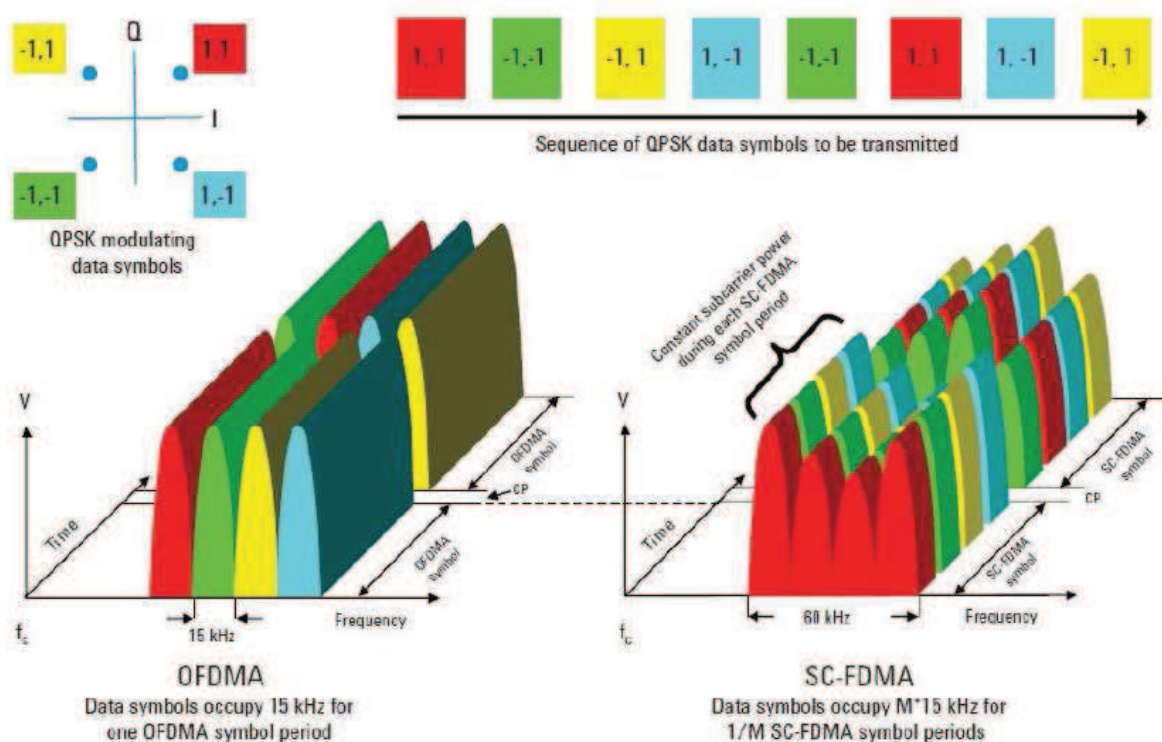 -1,1
Q
1,1
I
-1,-1
1,-1
QPSK modulating
data symbols
1, 1
-1,-1
-1, 1
1, -1
-1,-1
1, 1
1, -1
-1, 1
Sequence of QPSK data symbols to be transmitted
V
Time
OFDMA
symbol
CP
OFDMA
symbol
15 kHz
Frequency
fc
OFDMA
Data symbols occupy 15 kHz for
one OFDMA symbol period
Constant subcarrier power
during each SC-FDMA
symbol period
V
Time
SC-FDMA
symbol
CP
SC-FDMA
symbol
60 kHz
Frequency
fc
SC-FDMA
Data symbols occupy M*15 kHz for
1/M SC-FDMA symbol periods